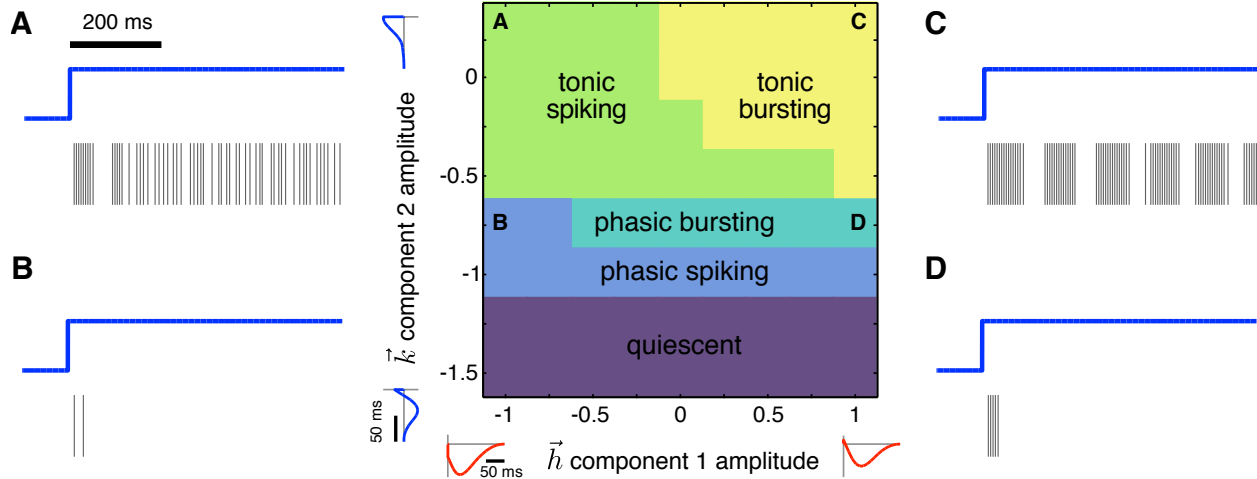 A
200 ms
B
C
D
A
C
tonic
spiking
tonic
bursting
B
phasic bursting
D
phasic spiking
quiescent
0
-0.5
-1
-1.5
-1 -0.5 0 0.5 1
k component 2 amplitude
50 ms
50 ms
h component 1 amplitude